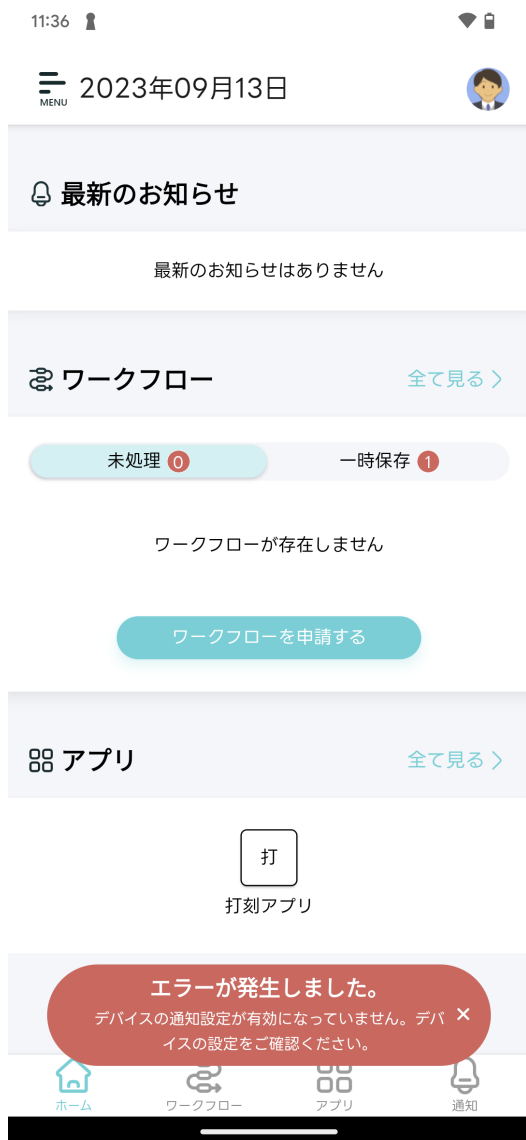 11:36
MENU
2023年09月13日
最新のお知らせ
最新のお知らせはありません
ワークフロー 全て見る
未処理 0 一時保存 1
ワークフローが存在しません
ワークフローを申請する
アプリ 全て見る
打
打刻アプリ
エラーが発生しました。
デバイスの通知設定が有効になっていません。デバ
イスの設定をご確認ください。
ホーム ワークフロー アプリ 通知